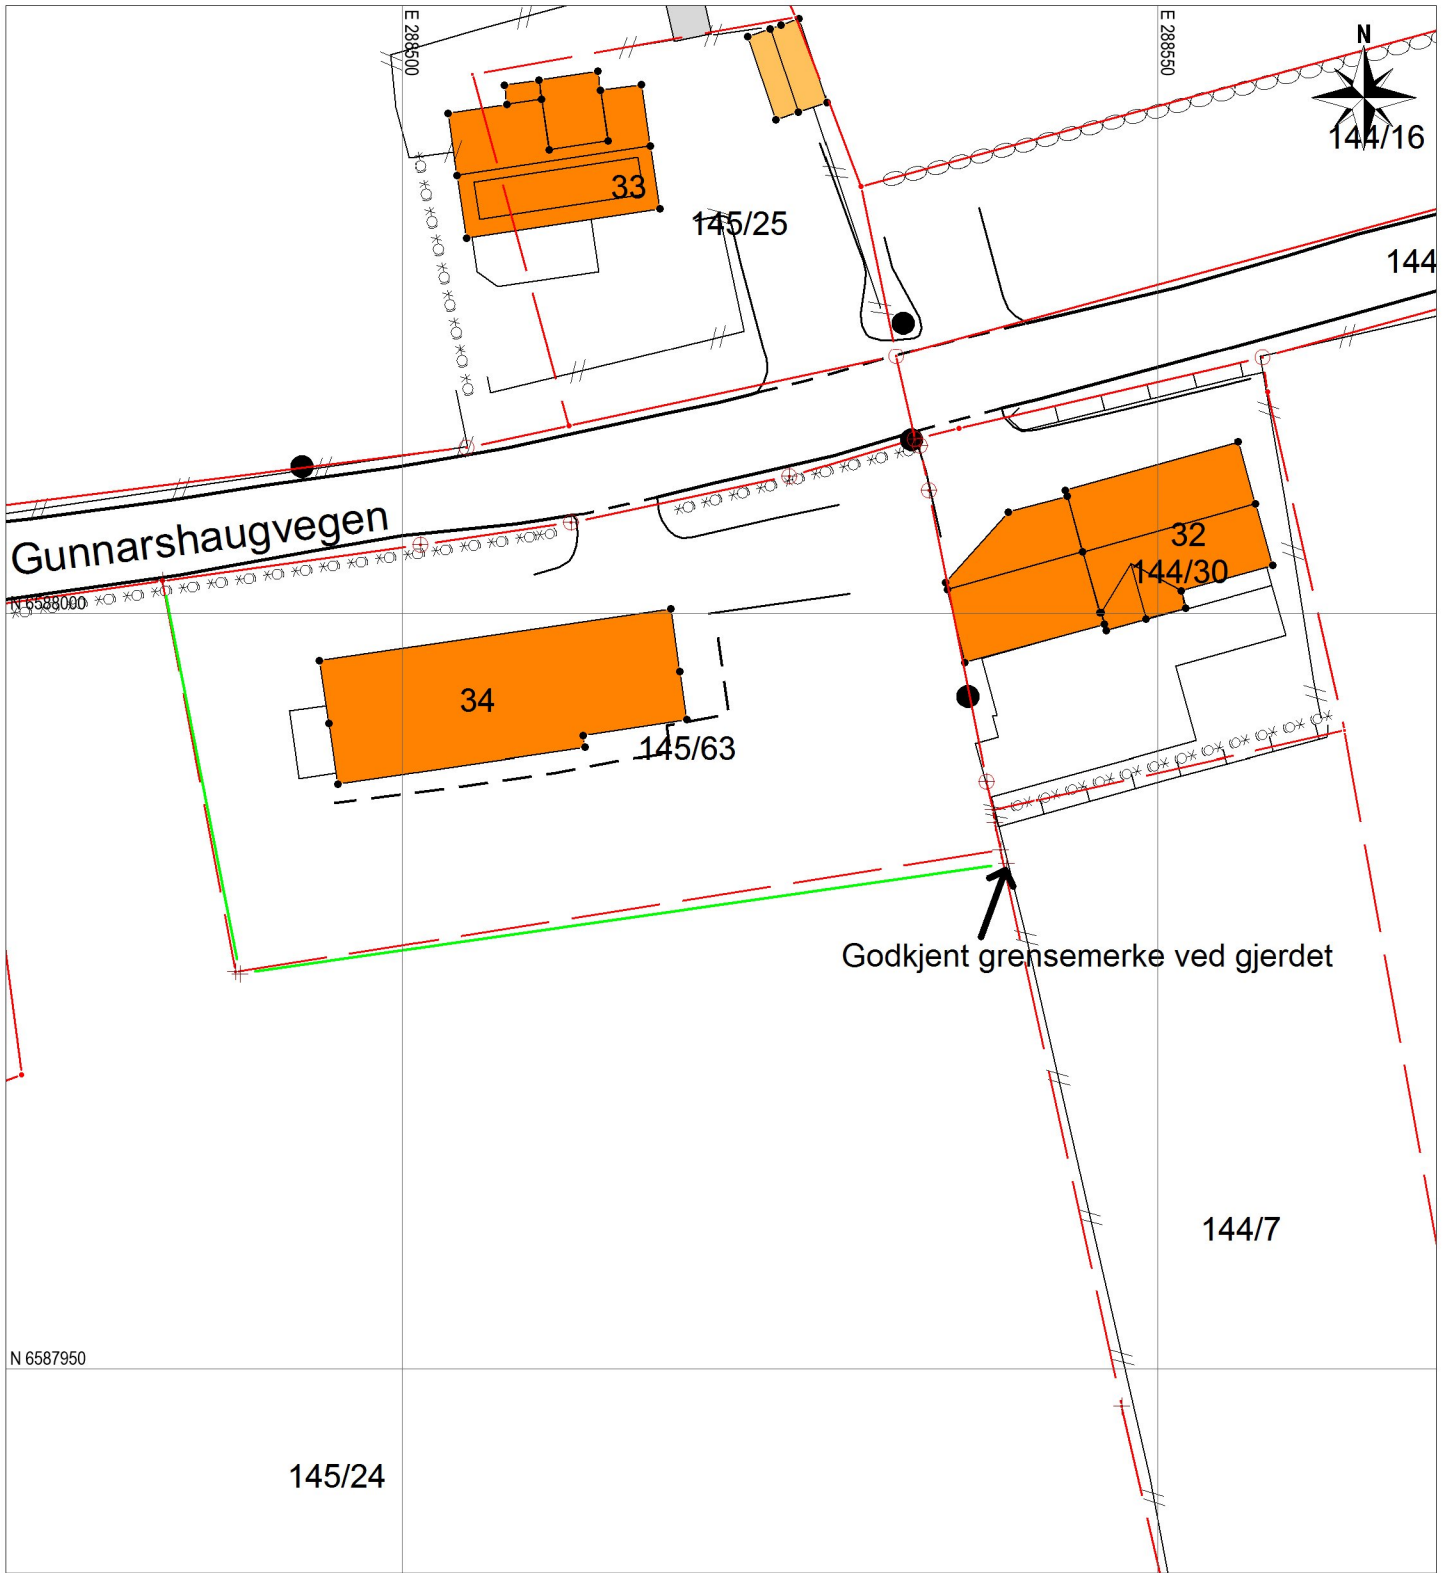 E 288500
E 288550
N
144/16
33
145/25
144
Gunnarshaugvegen
32
144/30
N 6588000
34
145/63
Godkjent grensemerke ved gjerdet
144/7
N 6587950
145/24